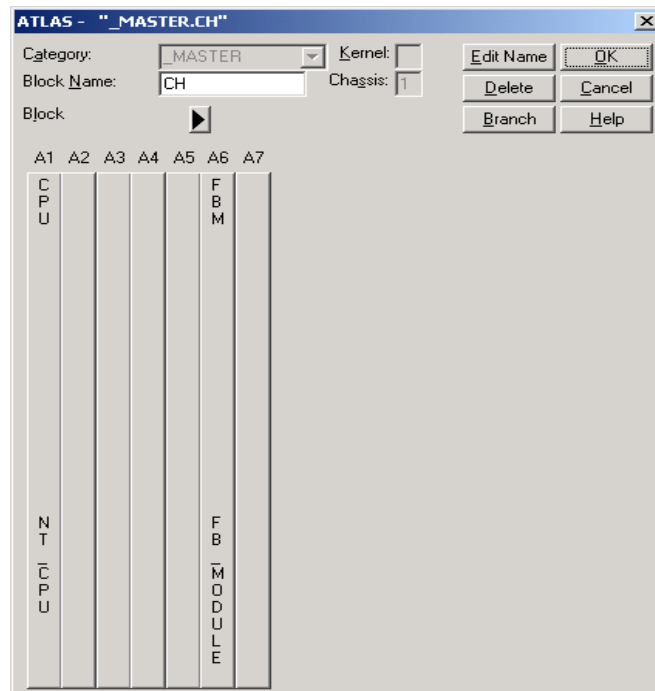 ATLAS - "_MASTER.CH"
Category: _MASTER Kernel: Edit Name OK
Block Name: CH Chassis: 1 Delete Cancel
Block Branch Help
A1 A2 A3 A4 A5 A6 A7
CPU FBM
NT_CPU FB_MODULE